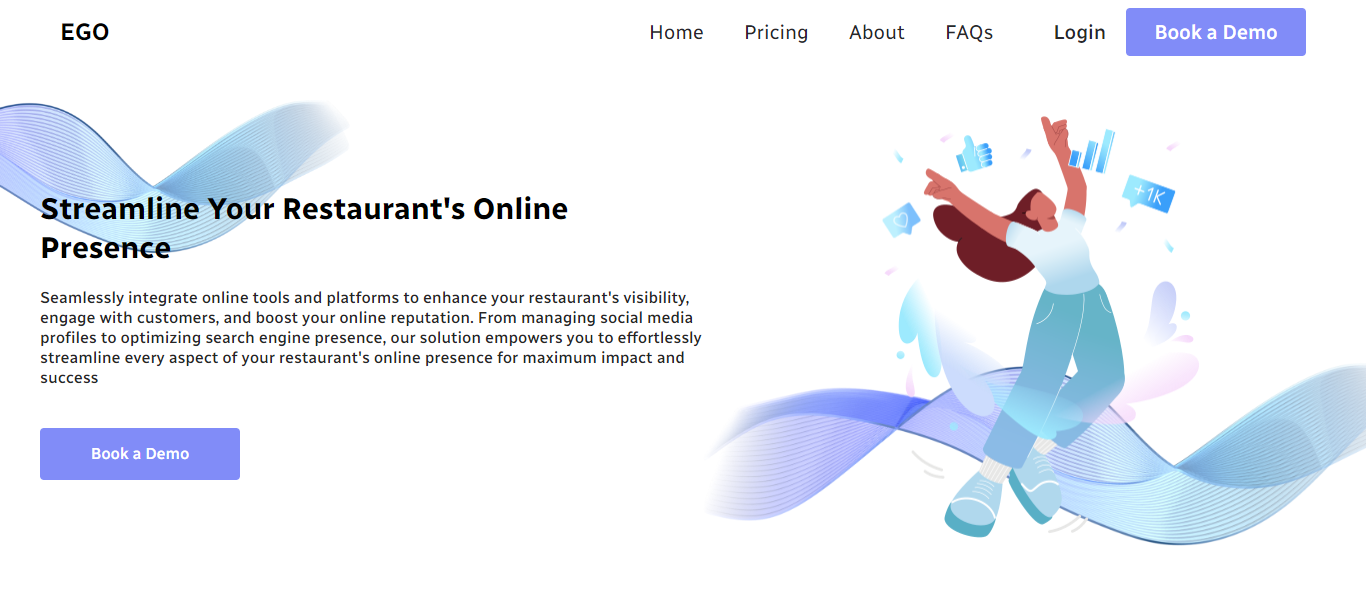 EGO
Home
Pricing
About
FAQs
Login
Book a Demo
+1K
Streamline Your Restaurant's Online
Presence
Seamlessly integrate online tools and platforms to enhance your restaurant's visibility,
engage with customers, and boost your online reputation. From managing social media
profiles to optimizing search engine presence, our solution empowers you to effortlessly
streamline every aspect of your restaurant's online presence for maximum impact and
success
Book a Demo